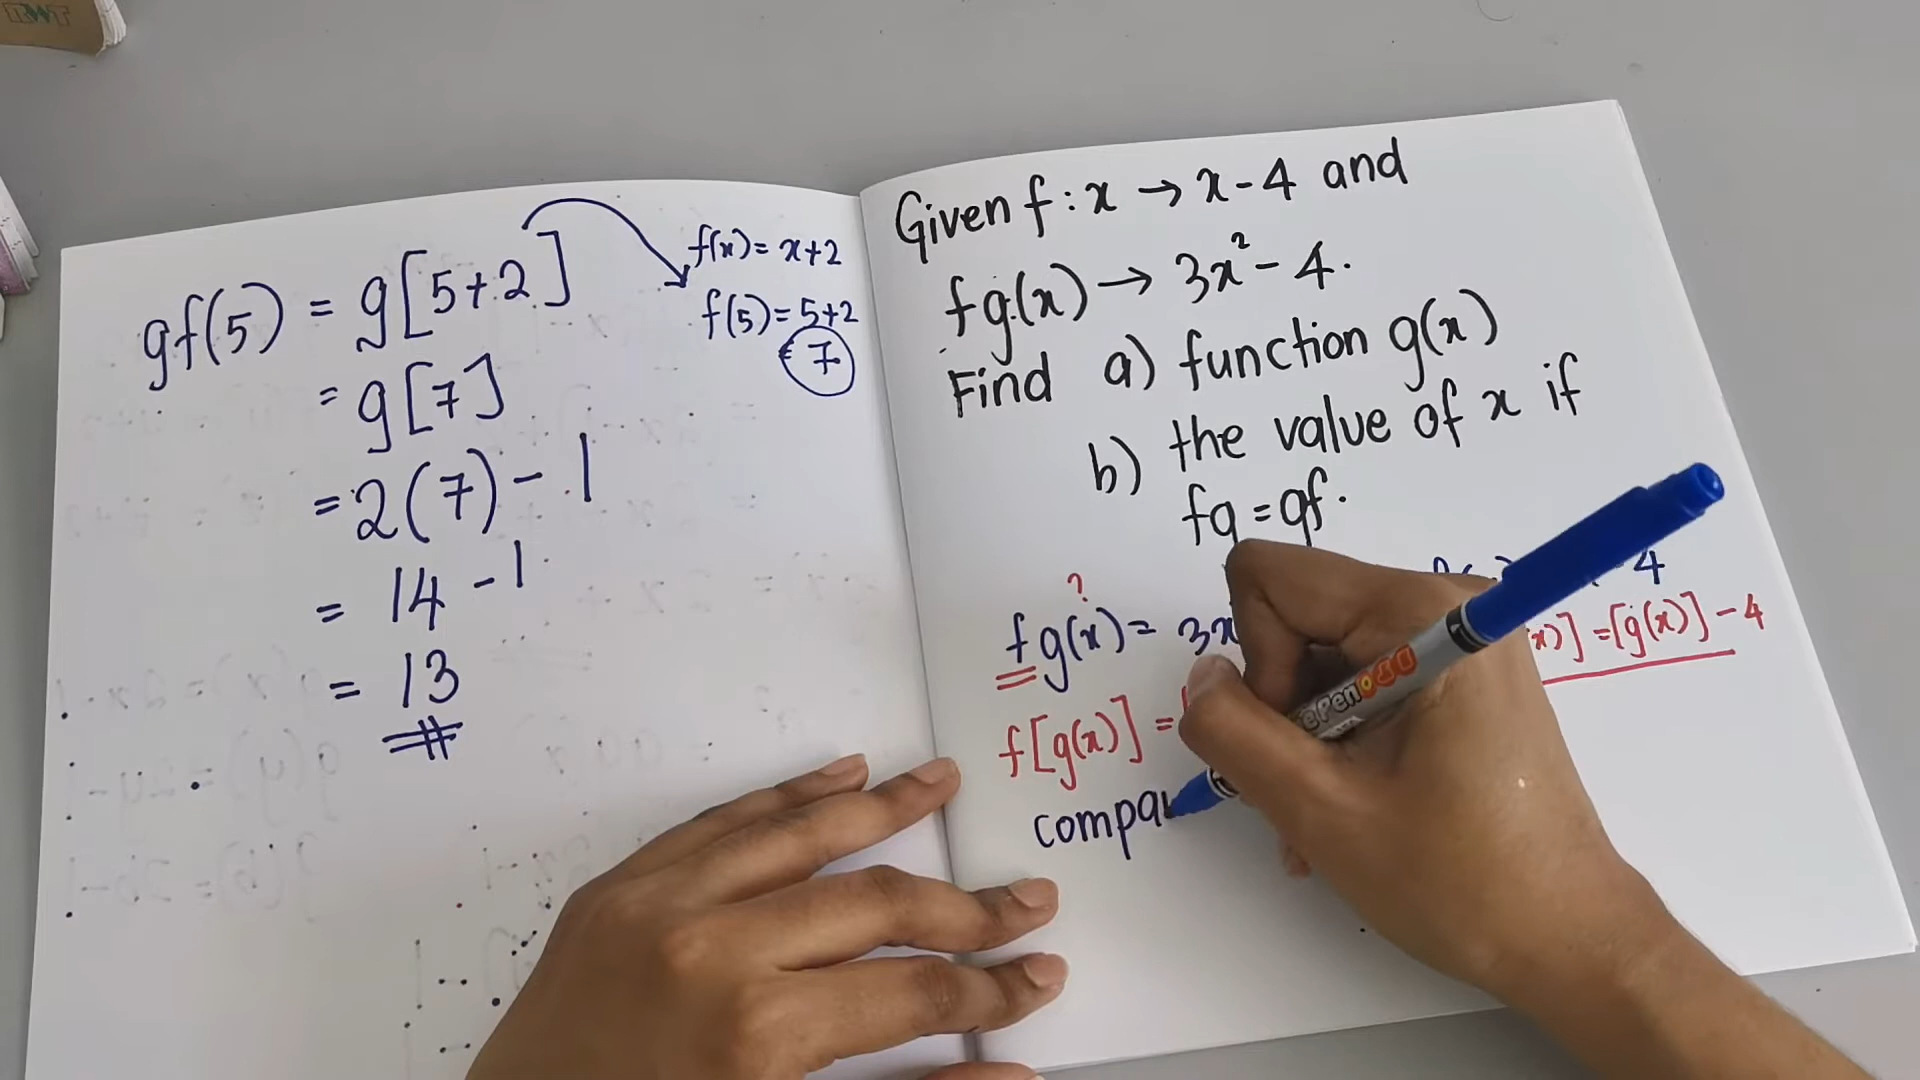 gf(5) = g[5+2]
= g[7]
= 2(7) - 1
= 14 - 1
= 13
f(x) = x+2
f(5) = 5+2
= 7
Given f : x → x - 4 and
fg(x) → 3x² - 4.
Find a) function g(x)
b) the value of x if
fg = gf.
?
fg(x) = 3x
4
(x)] = [g(x)] - 4
f[g(x)] =
compa